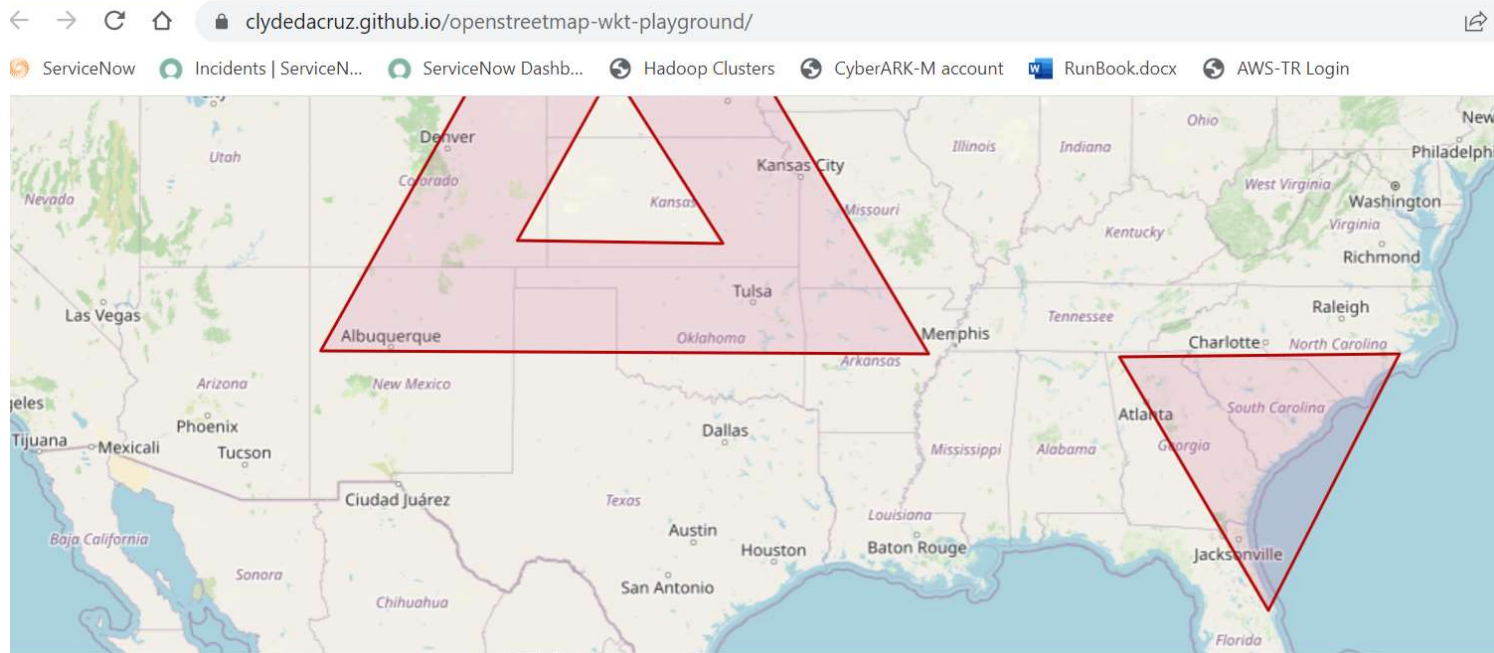 clydedacruz.github.io/openstreetmap-wkt-playground/
ServiceNow Incidents | ServiceN... ServiceNow Dashb... Hadoop Clusters CyberARK-M account RunBook.docx AWS-TR Login
City
Ohio
New
Denver
Utah
Illinois
Indiana
Philadelph
Kansas City
Colorado
West Virginia
Nevada
Kansas
Missouri
Washington
Virginia
Kentucky
Richmond
Tulsa
Las Vegas
Raleigh
Tennessee
Albuquerque
Oklahoma
Memphis
Charlotte
North Carolina
Arkansas
Arizona
New Mexico
geles
South Carolina
Atlanta
Phoenix
Dallas
Tijuana
Mexicali
Tucson
Mississippi
Alabama
Georgia
Ciudad Juárez
Texas
Louisiana
Austin
Baja California
Houston
Baton Rouge
Jacksonville
Sonora
San Antonio
Chihuahua
Florida